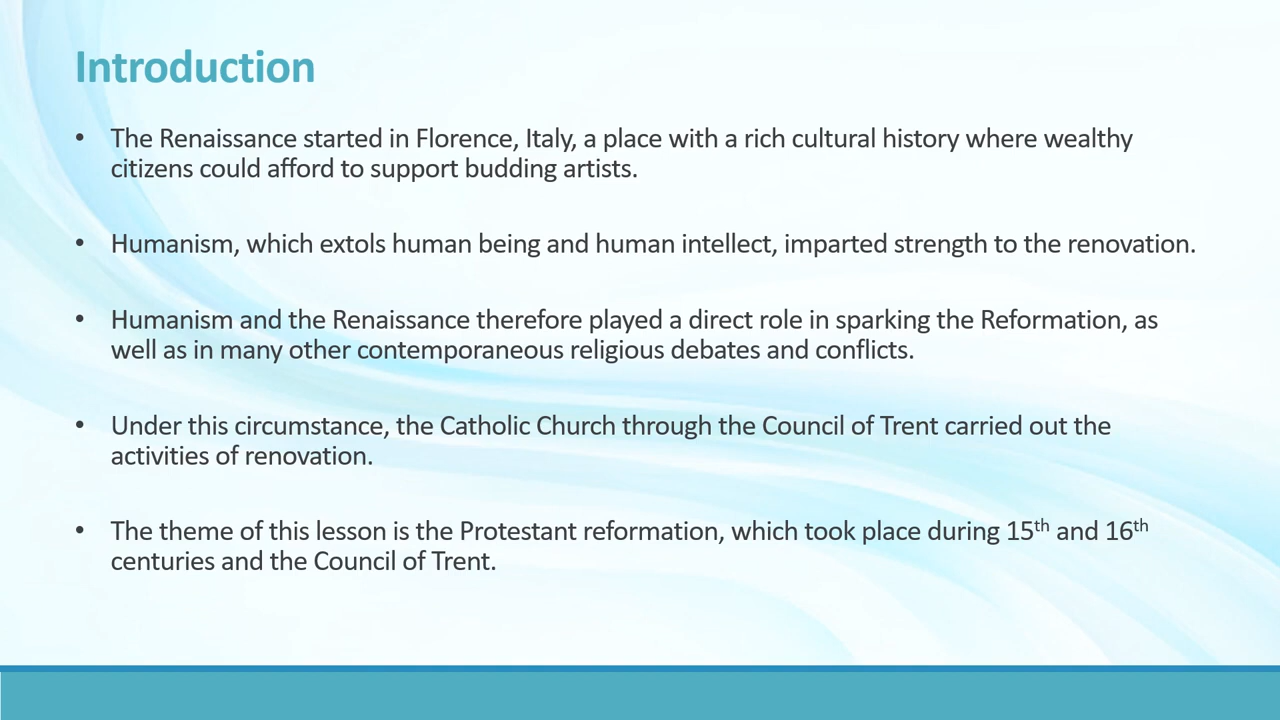 Introduction
• The Renaissance started in Florence, Italy, a place with a rich cultural history where wealthy
citizens could afford to support budding artists.
• Humanism, which extols human being and human intellect, imparted strength to the renovation.
• Humanism and the Renaissance therefore played a direct role in sparking the Reformation, as
well as in many other contemporaneous religious debates and conflicts.
• Under this circumstance, the Catholic Church through the Council of Trent carried out the
activities of renovation.
• The theme of this lesson is the Protestant reformation, which took place during 15th and 16th
centuries and the Council of Trent.